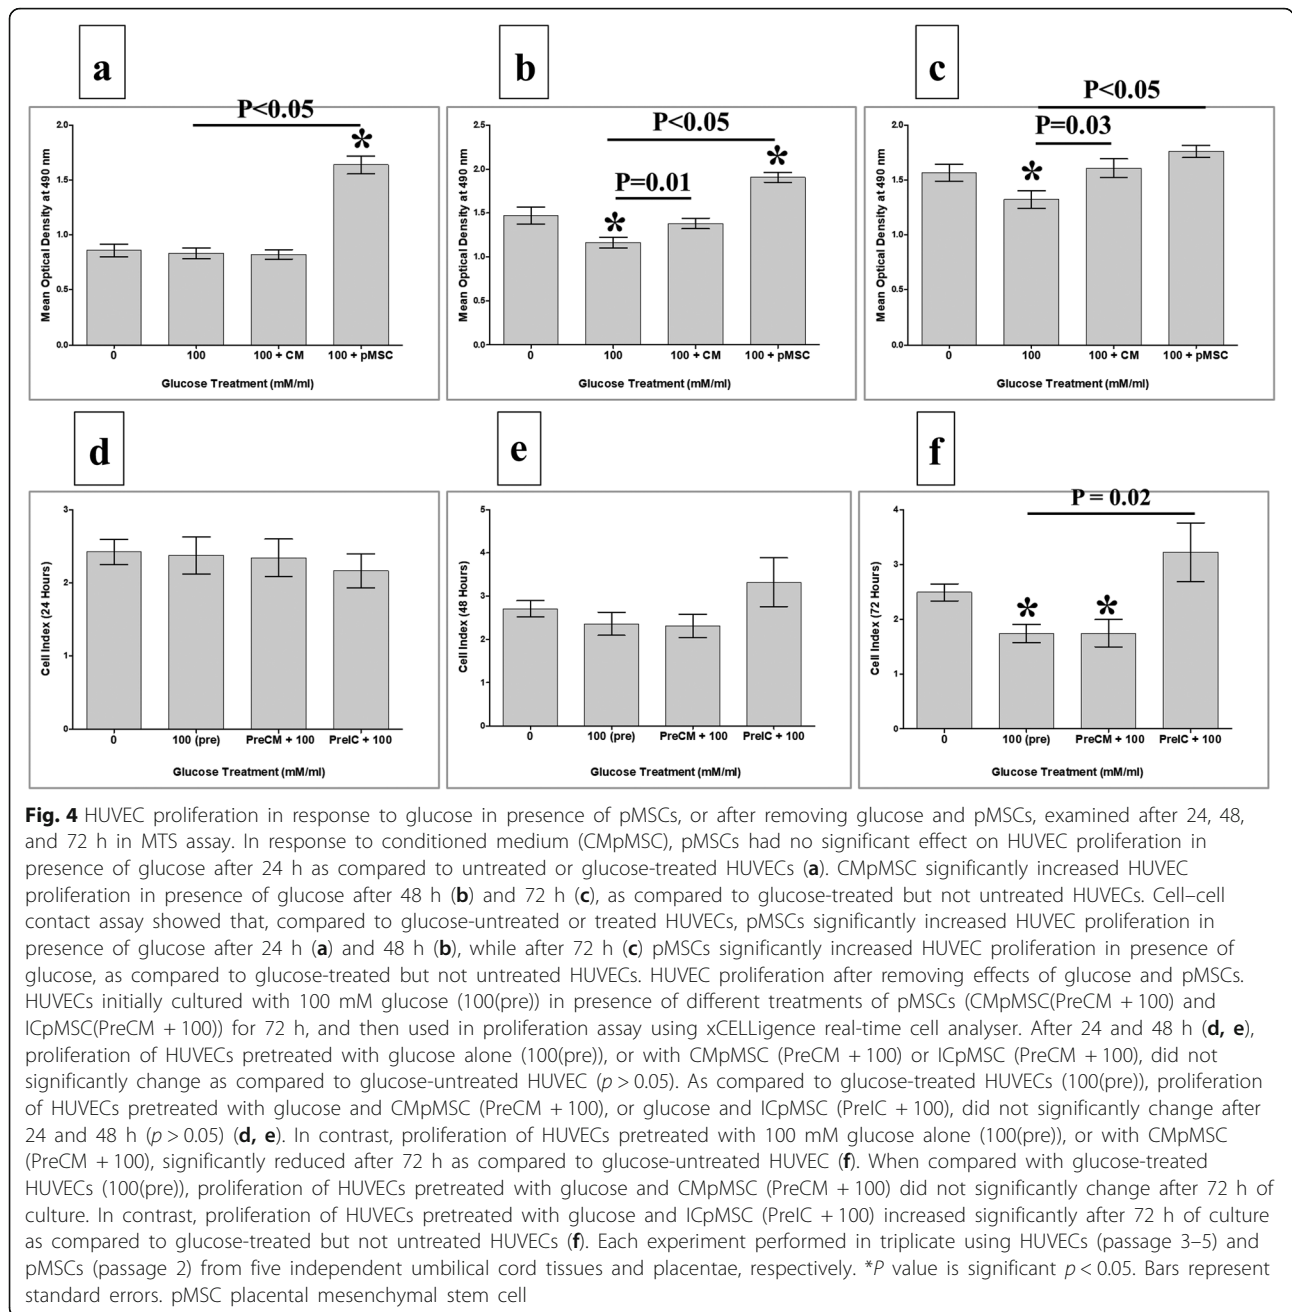 a
b
c
P<0.05
2.0
1.5
1.0
0.5
0.0
Mean Optical Density at 490 nm
*
0
100
100 + CM
100 + pMSC
Glucose Treatment (mM/ml)
P<0.05
P=0.01
2.5
2.0
1.5
1.0
0.5
0.0
Mean Optical Density at 490 nm
*
*
0
100
100 + CM
100 + pMSC
Glucose Treatment (mM/ml)
P<0.05
P=0.03
2.0
1.5
1.0
0.5
0.0
Mean Optical Density at 490 nm
*
0
100
100 + CM
100 + pMSC
Glucose Treatment (mM/ml)
d
e
f
3
2
1
0
Cell Index (24 Hours)
0
100 (pre)
PreCM + 100
PreIC + 100
Glucose Treatment (mM/ml)
5
4
3
2
1
0
Cell Index (48 Hours)
0
100 (pre)
PreCM + 100
PreIC + 100
Glucose Treatment (mM/ml)
P = 0.02
4
3
2
1
0
Cell Index (72 Hours)
*
*
0
100 (pre)
PreCM + 100
PreIC + 100
Glucose Treatment (mM/ml)
Fig. 4 HUVEC proliferation in response to glucose in presence of pMSCs, or after removing glucose and pMSCs, examined after 24, 48,
and 72 h in MTS assay. In response to conditioned medium (CMpMSC), pMSCs had no significant effect on HUVEC proliferation in
presence of glucose after 24 h as compared to untreated or glucose-treated HUVECs (a). CMpMSC significantly increased HUVEC
proliferation in presence of glucose after 48 h (b) and 72 h (c), as compared to glucose-treated but not untreated HUVECs. Cell–cell
contact assay showed that, compared to glucose-untreated or treated HUVECs, pMSCs significantly increased HUVEC proliferation in
presence of glucose after 24 h (a) and 48 h (b), while after 72 h (c) pMSCs significantly increased HUVEC proliferation in presence of
glucose, as compared to glucose-treated but not untreated HUVECs. HUVEC proliferation after removing effects of glucose and pMSCs.
HUVECs initially cultured with 100 mM glucose (100(pre)) in presence of different treatments of pMSCs (CMpMSC(PreCM + 100) and
ICpMSC(PreCM + 100)) for 72 h, and then used in proliferation assay using xCELLigence real-time cell analyser. After 24 and 48 h (d, e),
proliferation of HUVECs pretreated with glucose alone (100(pre)), or with CMpMSC (PreCM + 100) or ICpMSC (PreCM + 100), did not
significantly change as compared to glucose-untreated HUVEC (p > 0.05). As compared to glucose-treated HUVECs (100(pre)), proliferation
of HUVECs pretreated with glucose and CMpMSC (PreCM + 100), or glucose and ICpMSC (PreIC + 100), did not significantly change after
24 and 48 h (p > 0.05) (d, e). In contrast, proliferation of HUVECs pretreated with 100 mM glucose alone (100(pre)), or with CMpMSC
(PreCM + 100), significantly reduced after 72 h as compared to glucose-untreated HUVEC (f). When compared with glucose-treated
HUVECs (100(pre)), proliferation of HUVECs pretreated with glucose and CMpMSC (PreCM + 100) did not significantly change after 72 h of
culture. In contrast, proliferation of HUVECs pretreated with glucose and ICpMSC (PreIC + 100) increased significantly after 72 h of culture
as compared to glucose-treated but not untreated HUVECs (f). Each experiment performed in triplicate using HUVECs (passage 3–5) and
pMSCs (passage 2) from five independent umbilical cord tissues and placentae, respectively. *P value is significant p < 0.05. Bars represent
standard errors. pMSC placental mesenchymal stem cell